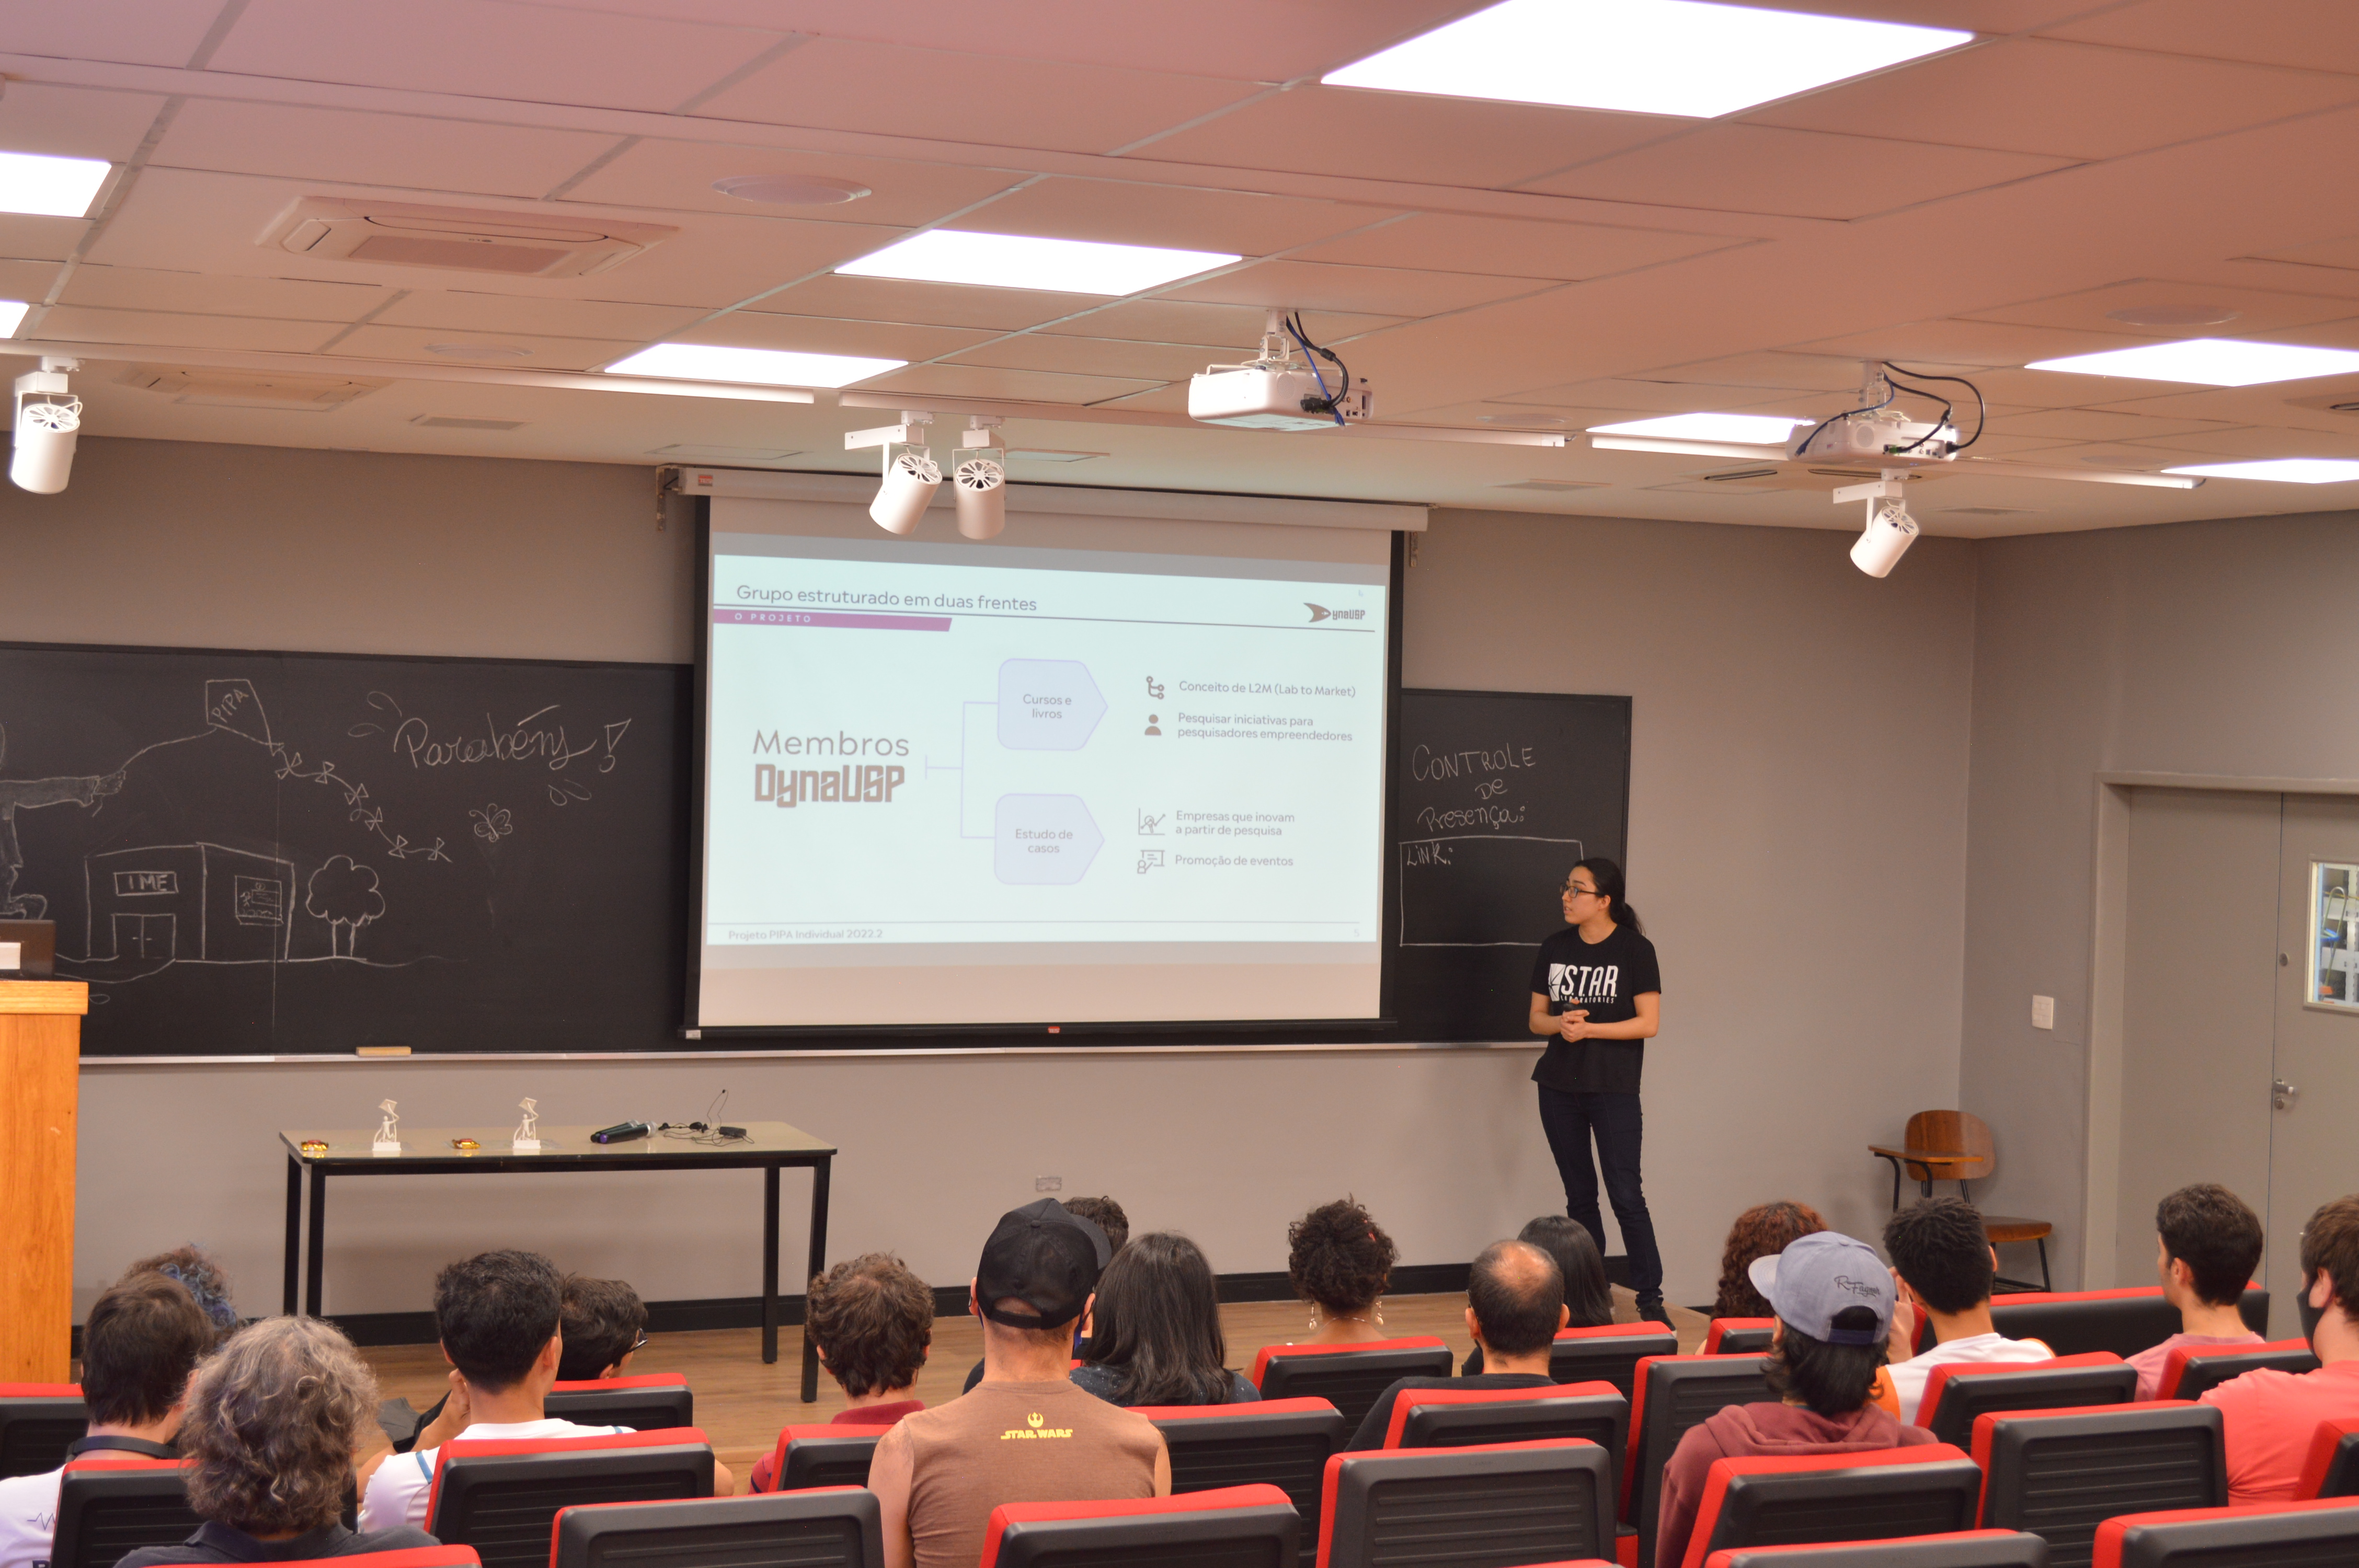 Grupo estruturado em duas frentes
O PROJETO
DynaUSP
Membros
DynaUSP
Cursos e
livros
Conceito de L2M (Lab to Market)
Pesquisar iniciativas para
pesquisadores empreendedores
Estudo de
casos
Empresas que inovam
a partir de pesquisa
Promoção de eventos
Projeto PIPA Individual 2022.2
PIPA
Parabéns!
IME
CONTROLE
DE
Presença:
LINK:
S.T.A.R.
LABORATORIES
STAR WARS